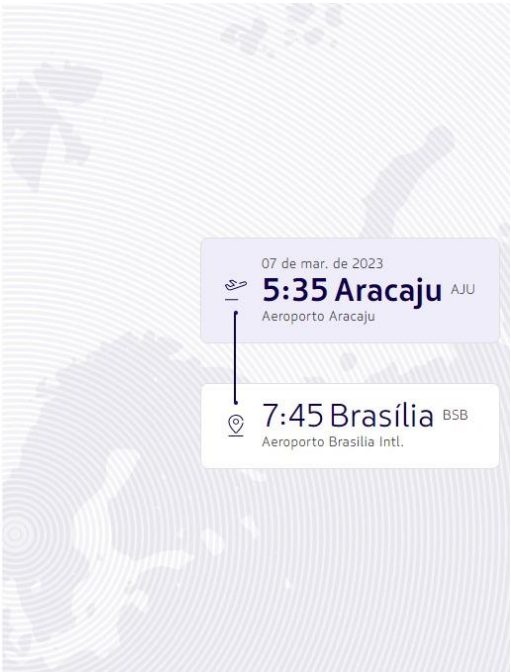 07 de mar. de 2023
5:35 Aracaju AJU
Aeroporto Aracaju
7:45 Brasília BSB
Aeroporto Brasilia Intl.